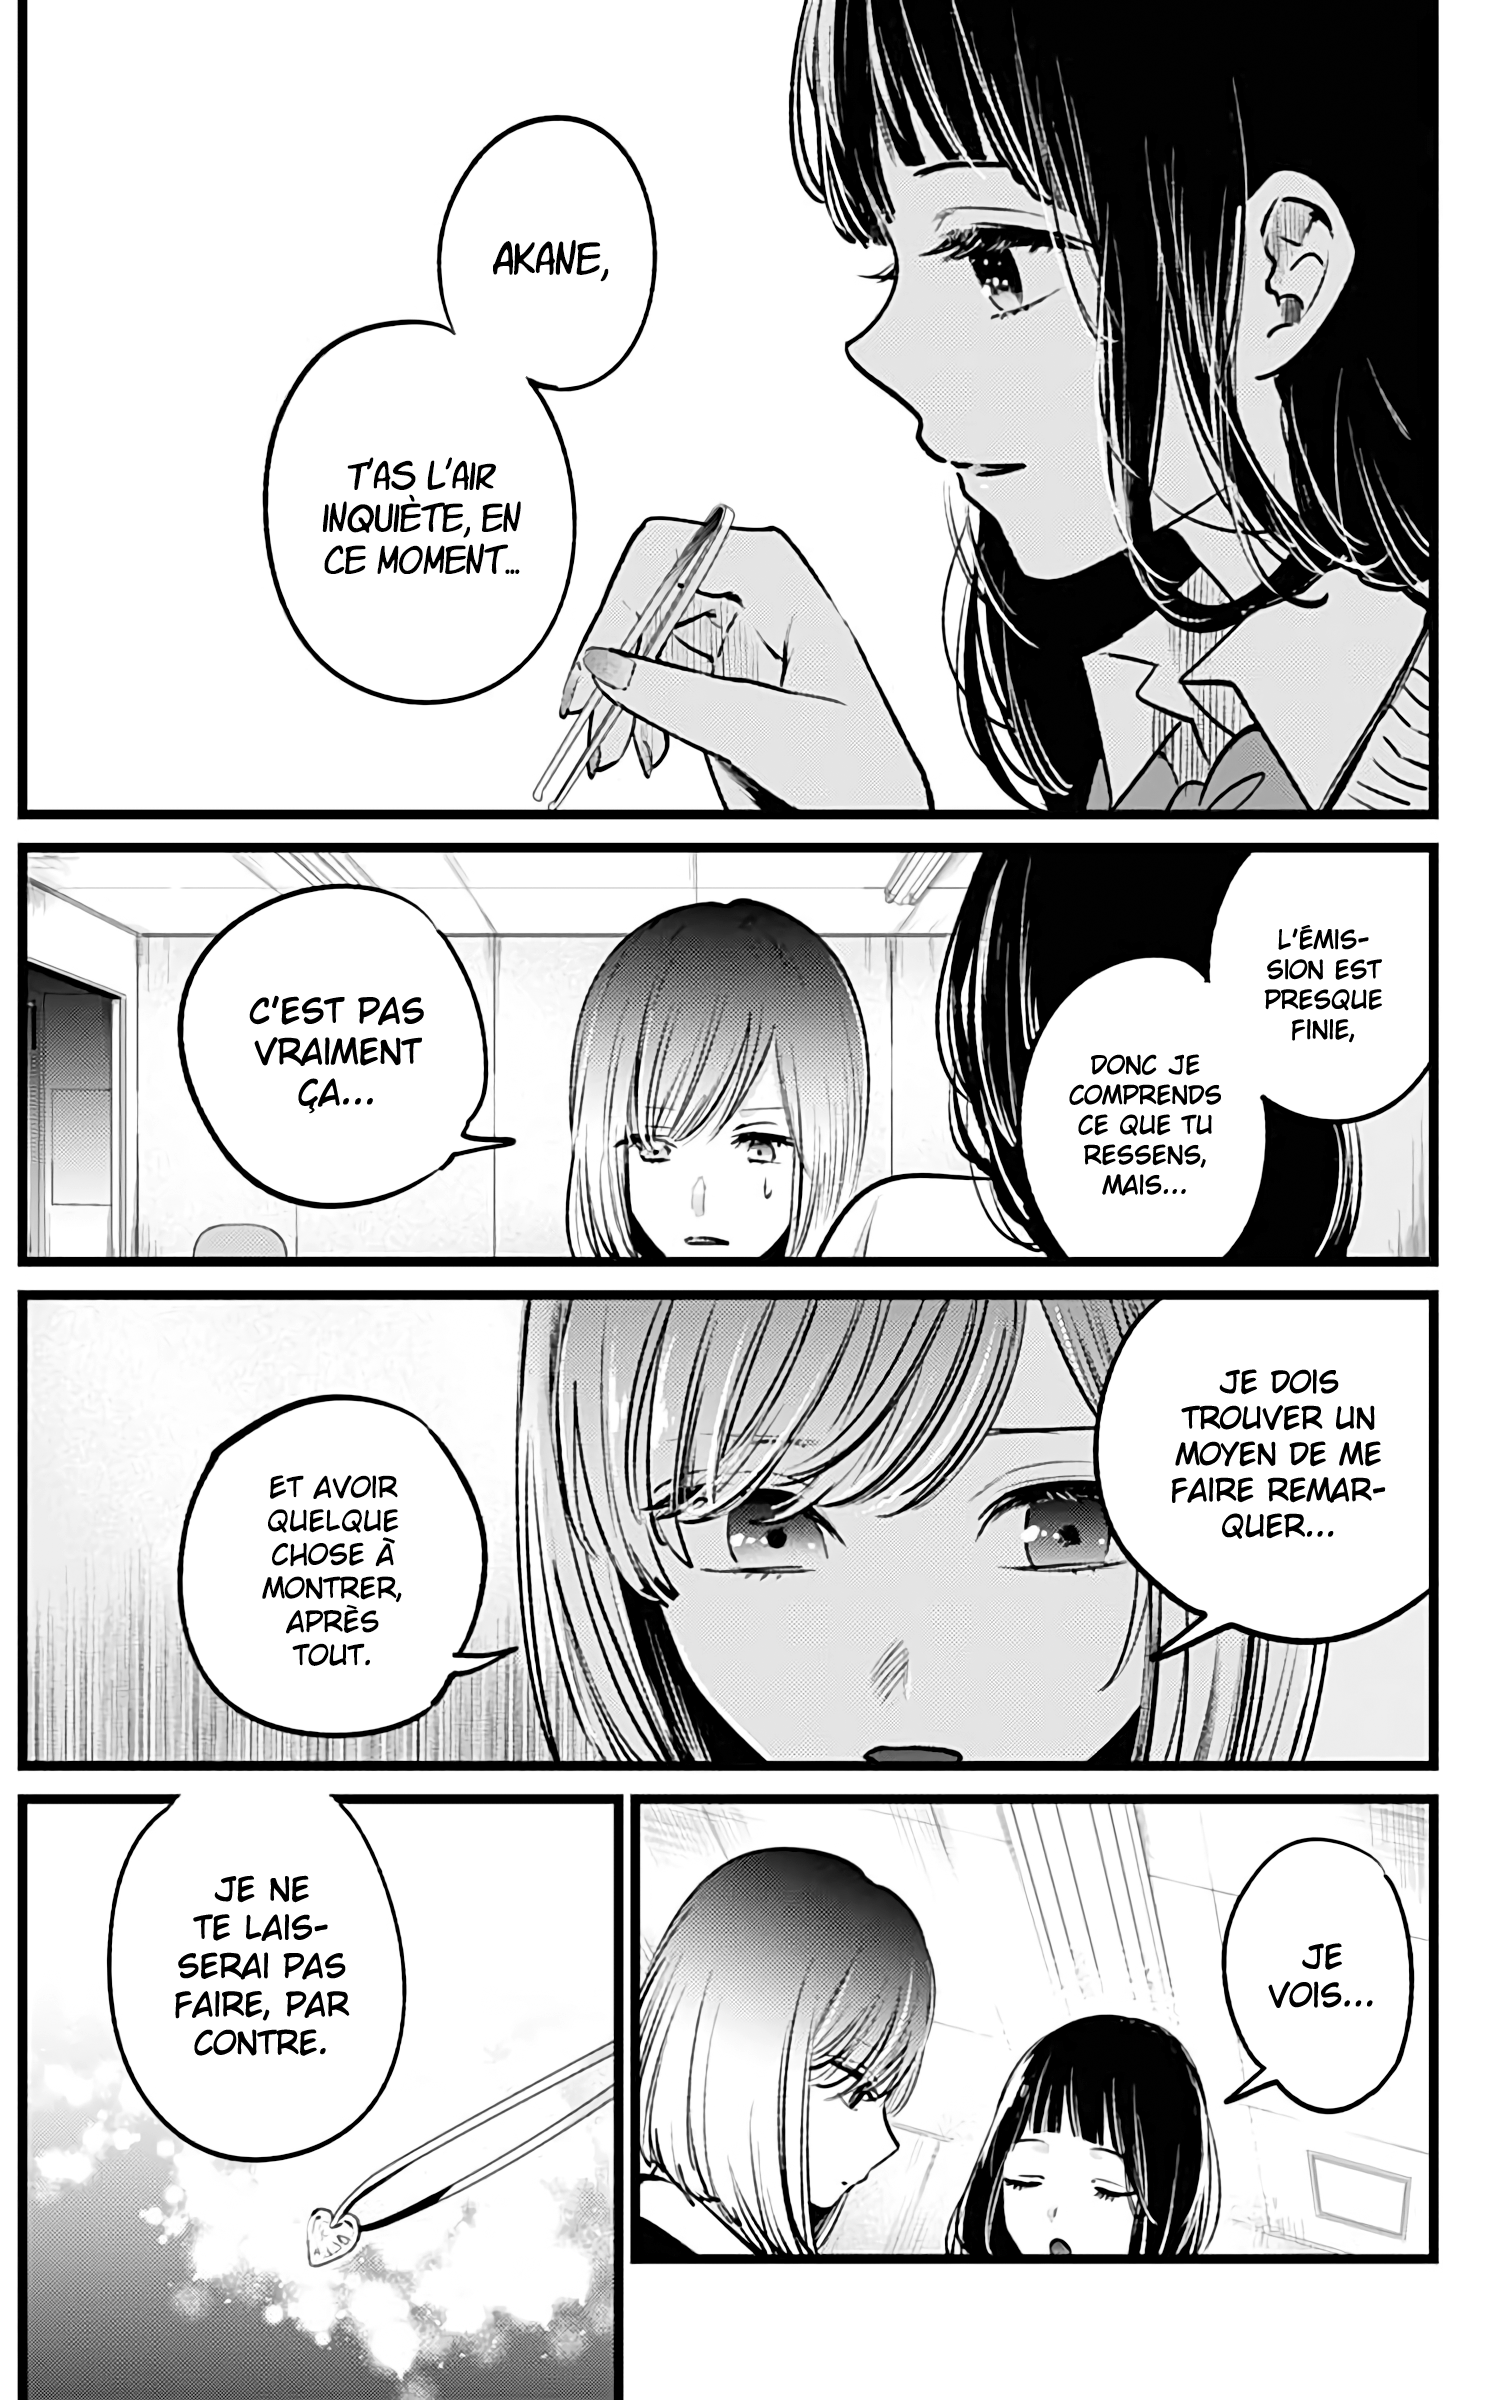 AKANE,
T'AS L'AIR
INQUIÈTE, EN
CE MOMENT...
L'ÉMIS-
SION EST
PRESQUE
FINIE,
DONC JE
COMPRENDS
CE QUE TU
RESSENS,
MAIS...
C'EST PAS
VRAIMENT
ÇA...
JE DOIS
TROUVER UN
MOYEN DE ME
FAIRE REMAR-
QUER...
ET AVOIR
QUELQUE
CHOSE À
MONTRER,
APRÈS
TOUT.
JE
VOIS...
JE NE
TE LAIS-
SERAI PAS
FAIRE, PAR
CONTRE.